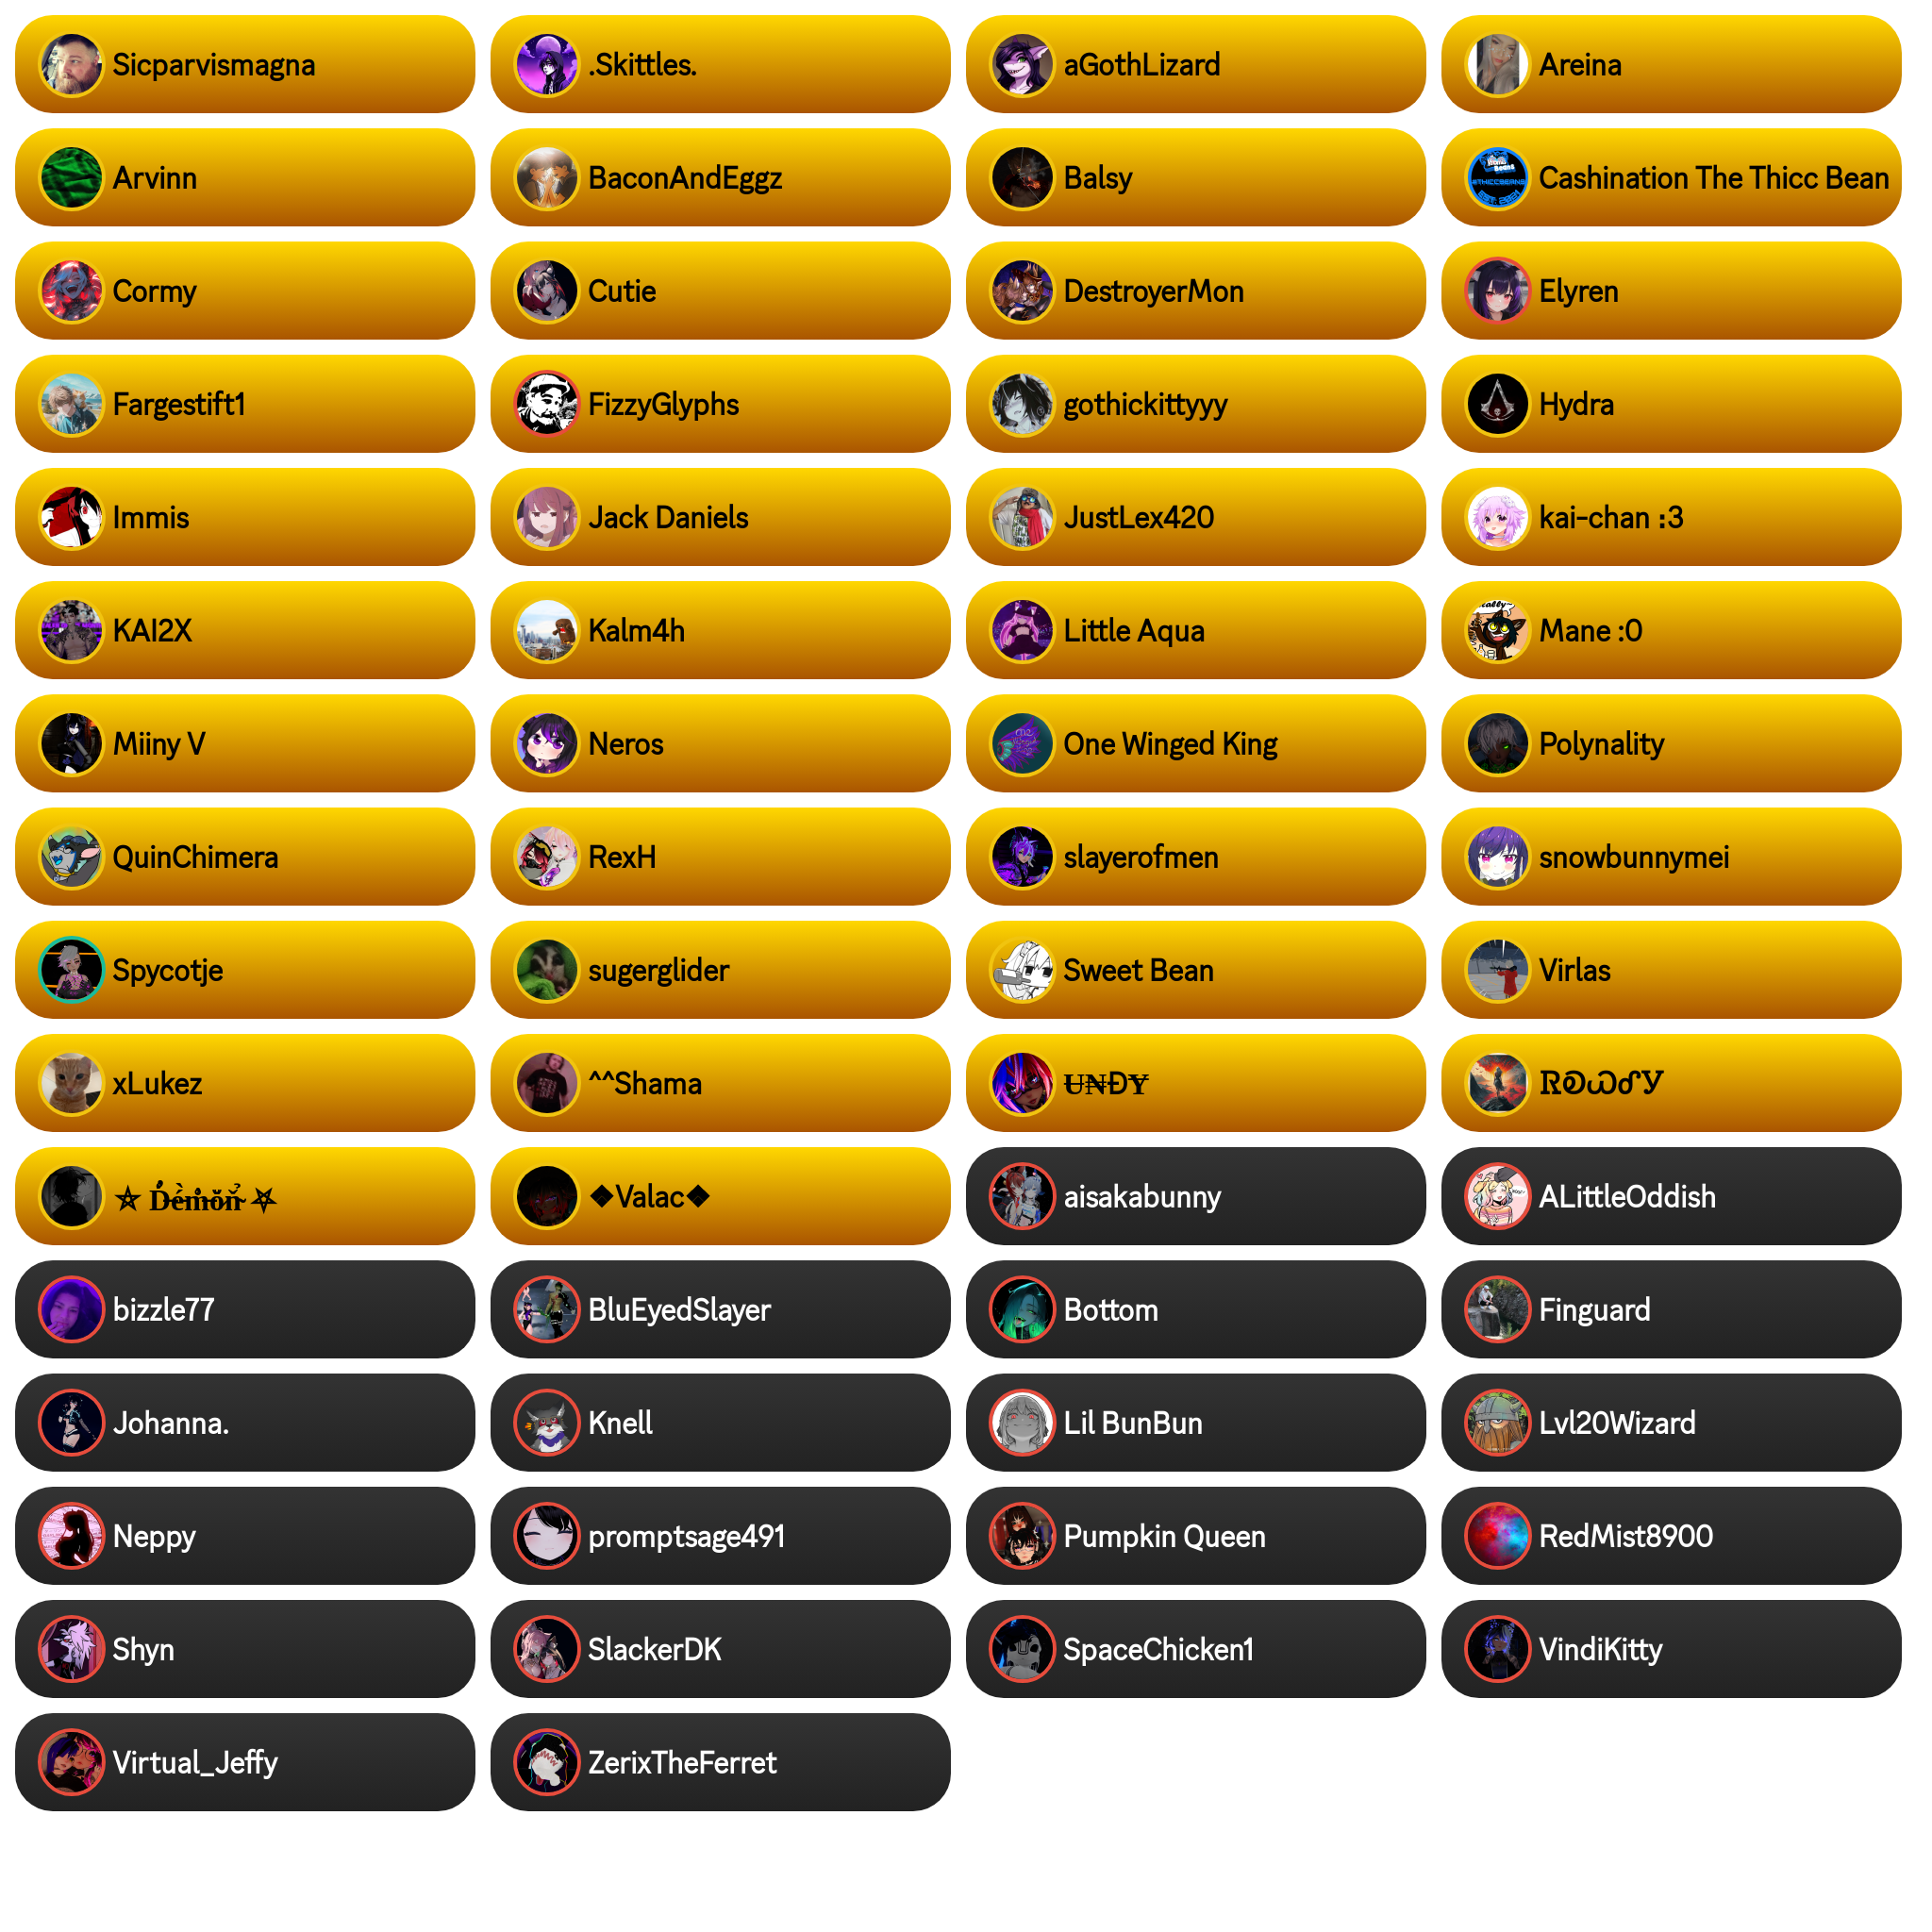 Sicparvismagna
.Skittles.
aGothLizard
Areina
Arvinn
BaconAndEggz
Balsy
Cashination The Thicc Bean
Cormy
Cutie
DestroyerMon
Elyren
Fargestift1
FizzyGlyphs
gothickittyyy
Hydra
Immis
Jack Daniels
JustLex420
kai-chan :3
KAI2X
Kalm4h
Little Aqua
Mane :0
Miiny V
Neros
One Winged King
Polynality
QuinChimera
RexH
slayerofmen
snowbunnymei
Spycotje
sugerglider
Sweet Bean
Virlas
xLukez
^^Shama
ɄNĐɎ
❖Valac❖
aisakabunny
ALittleOddish
bizzle77
BluEyedSlayer
Bottom
Finguard
Johanna.
Knell
Lil BunBun
Lvl20Wizard
Neppy
promptsage491
Pumpkin Queen
RedMist8900
Shyn
SlackerDK
SpaceChicken1
VindiKitty
Virtual_Jeffy
ZerixTheFerret